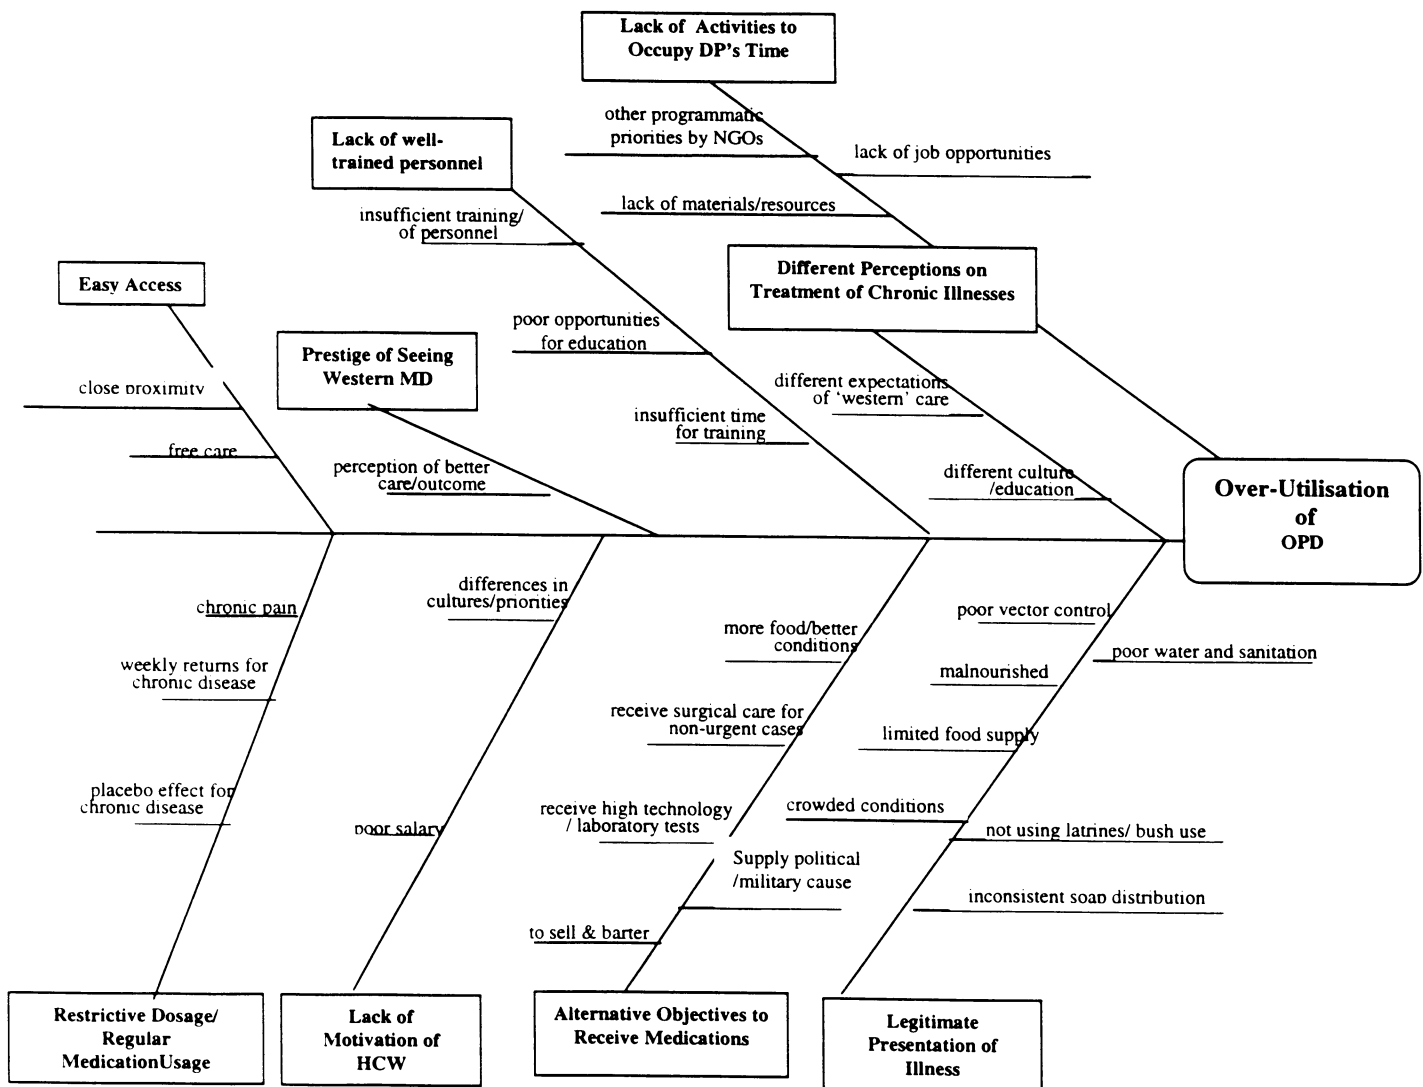 Lack of Activities to
Occupy DP's Time
other programmatic
priorities by NGOs
lack of job opportunities
lack of materials/resources
Lack of well-
trained personnel
insufficient training/
of personnel
poor opportunities
for education
insufficient time
for training
Different Perceptions on
Treatment of Chronic Illnesses
different expectations
of 'western' care
different culture
/education
Easy Access
close proximity
free care
Prestige of Seeing
Western MD
perception of better
care/outcome
Over-Utilisation
of
OPD
chronic pain
weekly returns for
chronic disease
placebo effect for
chronic disease
Restrictive Dosage/
Regular
MedicationUsage
differences in
cultures/priorities
poor salary
Lack of
Motivation of
HCW
more food/better
conditions
receive surgical care for
non-urgent cases
receive high technology
/ laboratory tests
Supply political
/military cause
to sell & barter
Alternative Objectives to
Receive Medications
poor vector control
poor water and sanitation
malnourished
limited food supply
crowded conditions
not using latrines/ bush use
inconsistent soap distribution
Legitimate
Presentation of
Illness